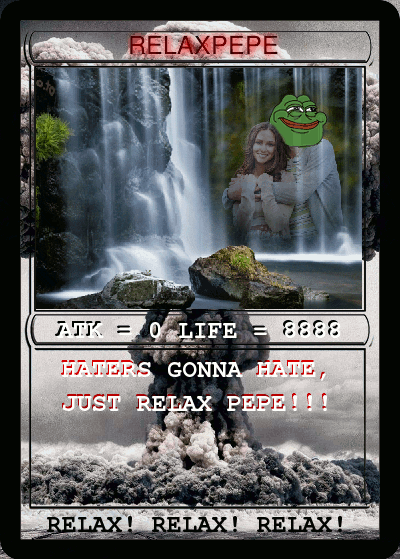 RELAXPEPE
ATK = 0 LIFE = 8888
HATERS GONNA HATE,
JUST RELAX PEPE!!!
RELAX! RELAX! RELAX!